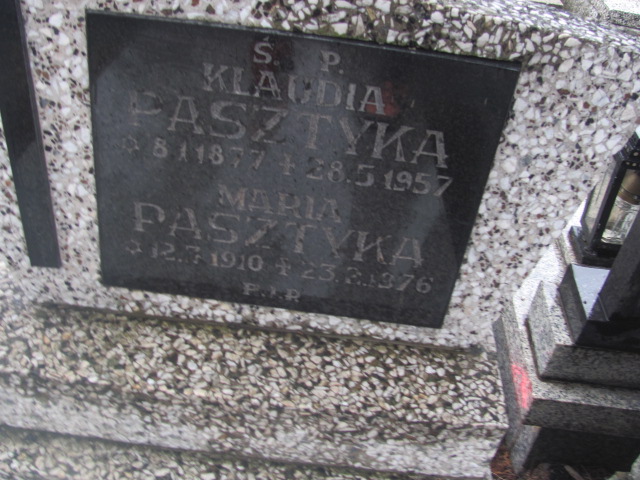 Ś. P.
KLAUDIA
PASZTYKA
* 8.1.1877 + 28.5.1957
MARIA
PASZTYKA
* 12.7.1910 + 23.2.1976
R.I.P.